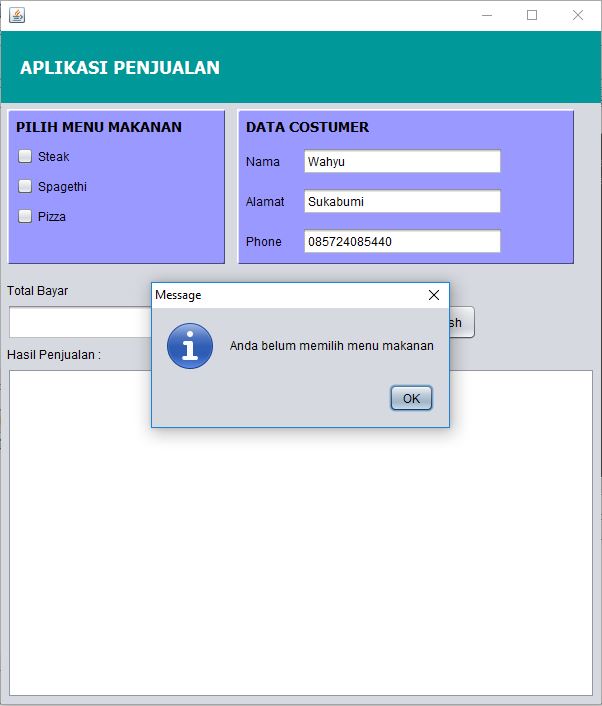 APLIKASI PENJUALAN
PILIH MENU MAKANAN
Steak
Spagethi
Pizza
DATA COSTUMER
Nama Wahyu
Alamat Sukabumi
Phone 085724085440
Total Bayar
Message
Anda belum memilih menu makanan
OK
sh
Hasil Penjualan :